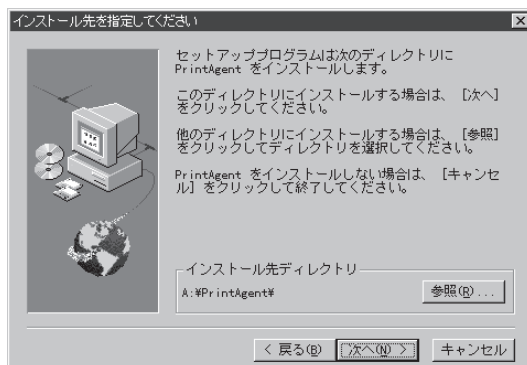 インストール先を指定してください
セットアッププログラムは次のディレクトリに
PrintAgent をインストールします。
このディレクトリにインストールする場合は、［次へ］
をクリックしてください。
他のディレクトリにインストールする場合は、［参照］
をクリックしてディレクトリを選択してください。
PrintAgent をインストールしない場合は、［キャンセ
ル］をクリックして終了してください。
インストール先ディレクトリ
A:¥PrintAgent¥
参照(R)...
< 戻る(B)
次へ(N) >
キャンセル